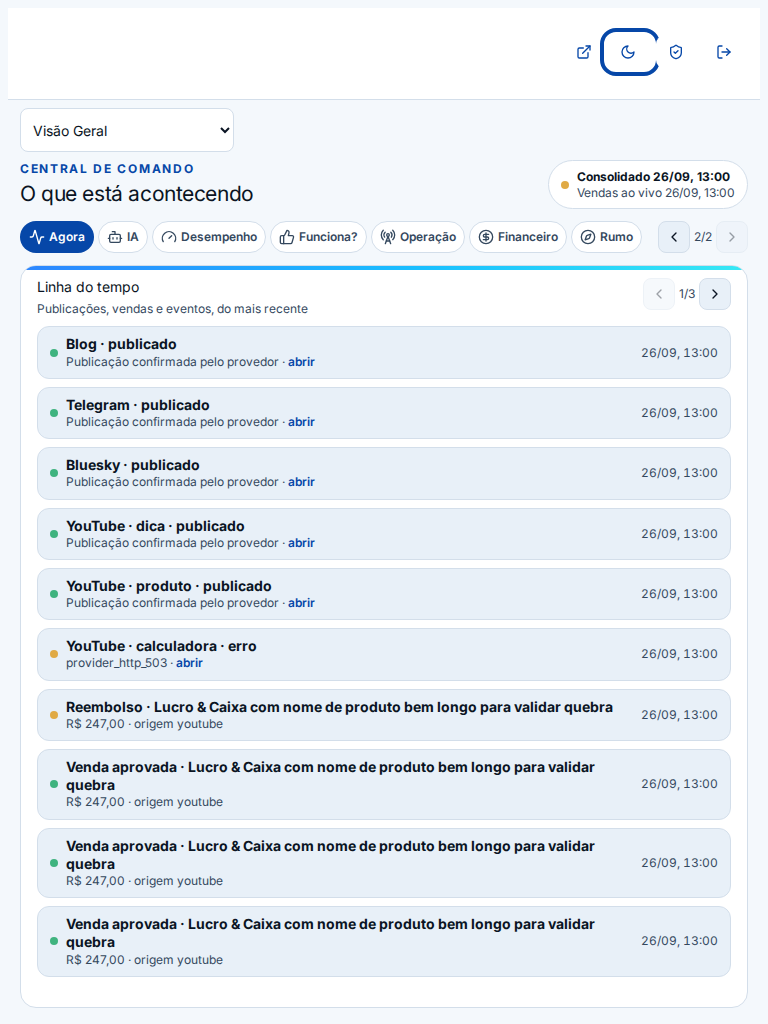 Visão Geral
CENTRAL DE COMANDO
O que está acontecendo
Consolidado 26/09, 13:00
Vendas ao vivo 26/09, 13:00
Agora
IA
Desempenho
Funciona?
Operação
Financeiro
Rumo
2/2
Linha do tempo
Publicações, vendas e eventos, do mais recente
1/3
Blog · publicado
Publicação confirmada pelo provedor · abrir
26/09, 13:00
Telegram · publicado
Publicação confirmada pelo provedor · abrir
26/09, 13:00
Bluesky · publicado
Publicação confirmada pelo provedor · abrir
26/09, 13:00
YouTube · dica · publicado
Publicação confirmada pelo provedor · abrir
26/09, 13:00
YouTube · produto · publicado
Publicação confirmada pelo provedor · abrir
26/09, 13:00
YouTube · calculadora · erro
provider_http_503 · abrir
26/09, 13:00
Reembolso · Lucro & Caixa com nome de produto bem longo para validar quebra
R$ 247,00 · origem youtube
26/09, 13:00
Venda aprovada · Lucro & Caixa com nome de produto bem longo para validar
quebra
R$ 247,00 · origem youtube
26/09, 13:00
Venda aprovada · Lucro & Caixa com nome de produto bem longo para validar
quebra
R$ 247,00 · origem youtube
26/09, 13:00
Venda aprovada · Lucro & Caixa com nome de produto bem longo para validar
quebra
R$ 247,00 · origem youtube
26/09, 13:00